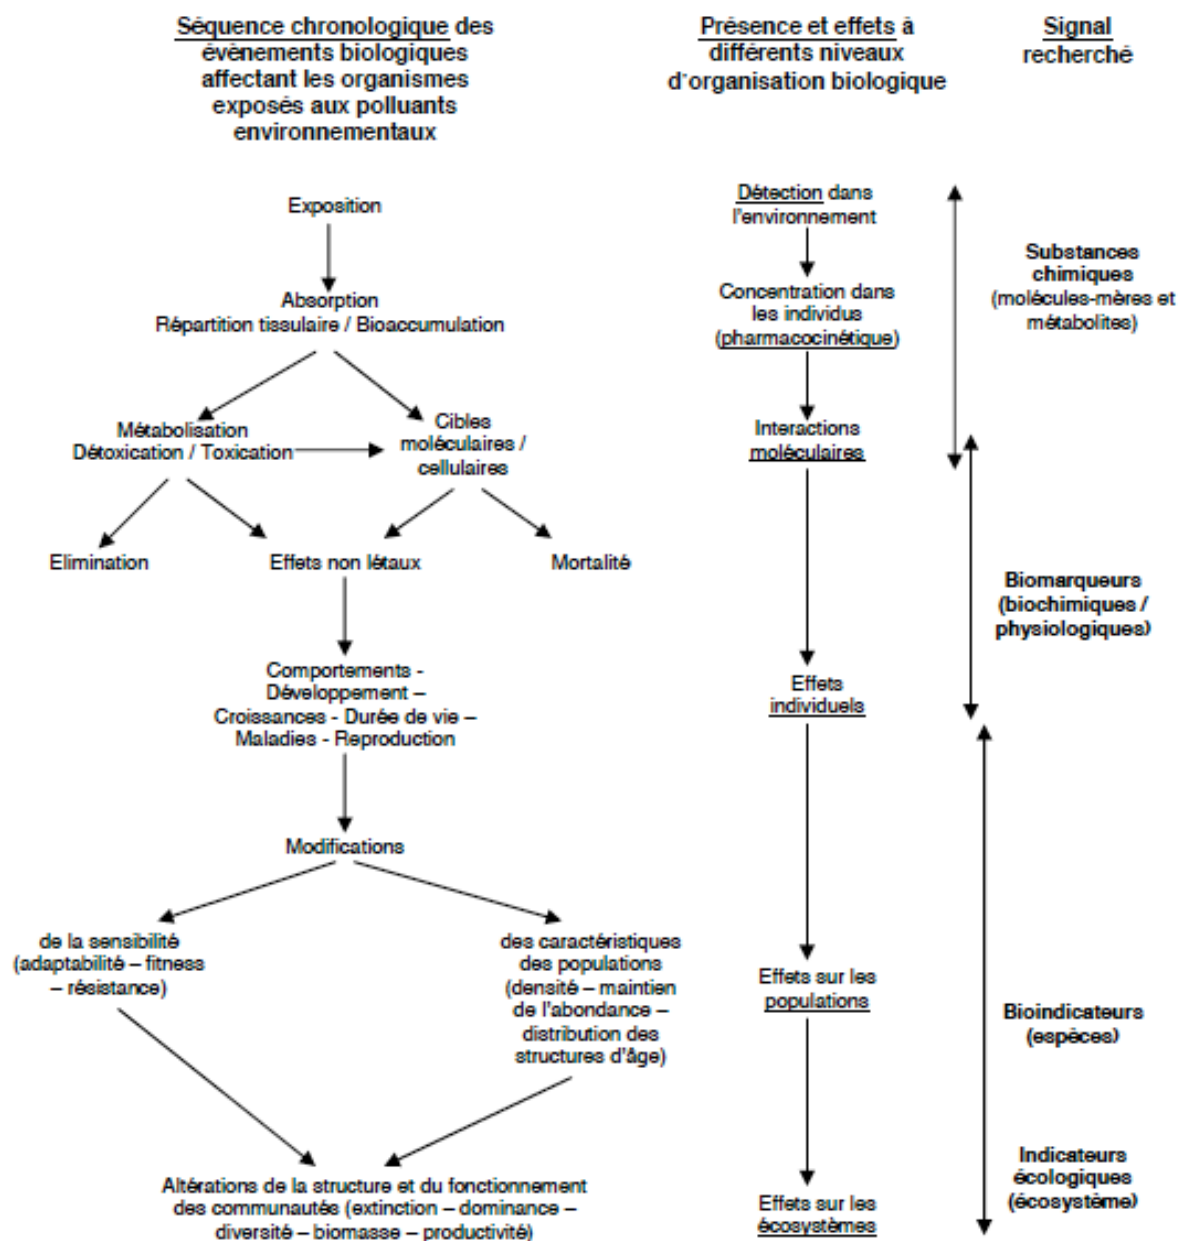 Séquence chronologique des
évènements biologiques
affectant les organismes
exposés aux polluants
environnementaux
Présence et effets à
différents niveaux
d'organisation biologique
Signal
recherché
Exposition
Absorption
Répartition tissulaire / Bioaccumulation
Métabolisation
Détoxication / Toxication
Cibles
moléculaires /
cellulaires
Elimination
Effets non létaux
Mortalité
Comportements -
Développement –
Croissances - Durée de vie –
Maladies - Reproduction
Modifications
de la sensibilité
(adaptabilité – fitness
– résistance)
des caractéristiques
des populations
(densité – maintien
de l'abondance –
distribution des
structures d'âge)
Altérations de la structure et du fonctionnement
des communautés (extinction – dominance –
diversité – biomasse – productivité)
Détection dans
l'environnement
Concentration dans
les individus
(pharmacocinétique)
Interactions
moléculaires
Effets
individuels
Effets sur les
populations
Effets sur les
écosystèmes
Substances
chimiques
(molécules-mères et
métabolites)
Biomarqueurs
(biochimiques /
physiologiques)
Bioindicateurs
(espèces)
Indicateurs
écologiques
(écosystème)